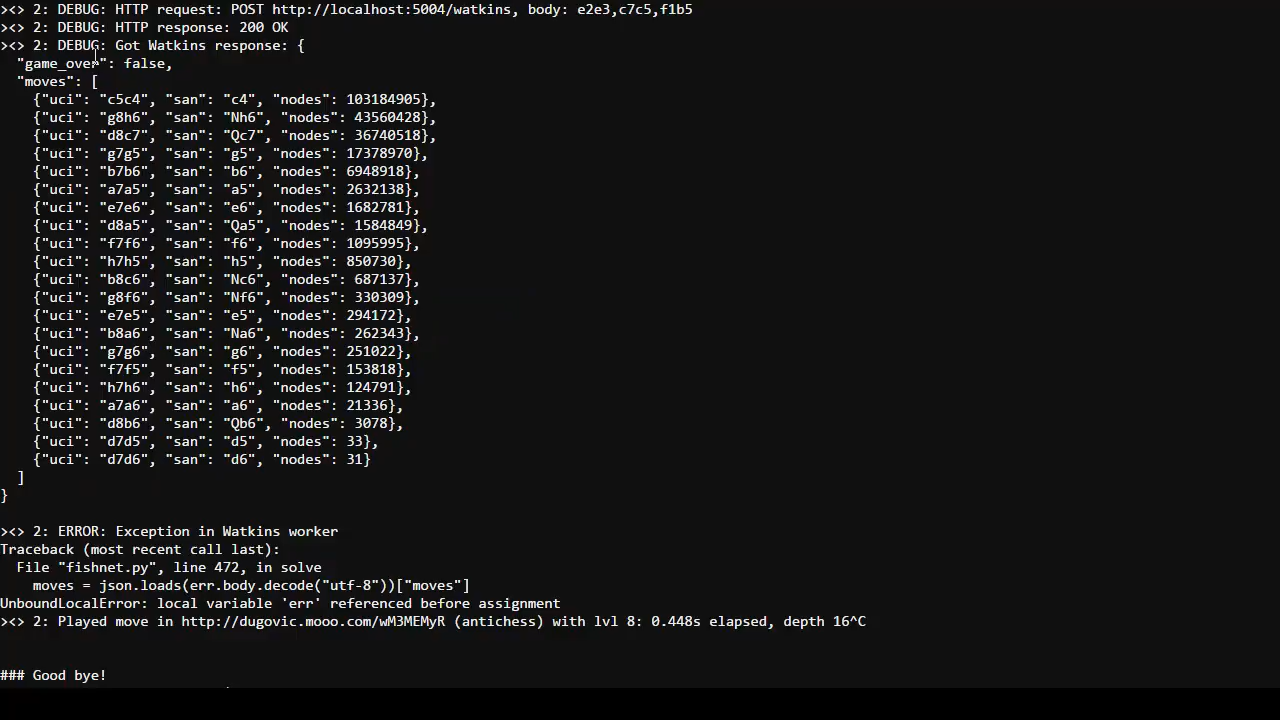 ><> 2: DEBUG: HTTP request: POST http://localhost:5004/watkins, body: e2e3,c7c5,f1b5
><> 2: DEBUG: HTTP response: 200 OK
><> 2: DEBUG: Got Watkins response: {
  "game_over": false,
  "moves": [
    {"uci": "c5c4", "san": "c4", "nodes": 103184905},
    {"uci": "g8h6", "san": "Nh6", "nodes": 43560428},
    {"uci": "d8c7", "san": "Qc7", "nodes": 36740518},
    {"uci": "g7g5", "san": "g5", "nodes": 17378970},
    {"uci": "b7b6", "san": "b6", "nodes": 6948918},
    {"uci": "a7a5", "san": "a5", "nodes": 2632138},
    {"uci": "e7e6", "san": "e6", "nodes": 1682781},
    {"uci": "d8a5", "san": "Qa5", "nodes": 1584849},
    {"uci": "f7f6", "san": "f6", "nodes": 1095995},
    {"uci": "h7h5", "san": "h5", "nodes": 850730},
    {"uci": "b8c6", "san": "Nc6", "nodes": 687137},
    {"uci": "g8f6", "san": "Nf6", "nodes": 330309},
    {"uci": "e7e5", "san": "e5", "nodes": 294172},
    {"uci": "b8a6", "san": "Na6", "nodes": 262343},
    {"uci": "g7g6", "san": "g6", "nodes": 251022},
    {"uci": "f7f5", "san": "f5", "nodes": 153818},
    {"uci": "h7h6", "san": "h6", "nodes": 124791},
    {"uci": "a7a6", "san": "a6", "nodes": 21336},
    {"uci": "d8b6", "san": "Qb6", "nodes": 3078},
    {"uci": "d7d5", "san": "d5", "nodes": 33},
    {"uci": "d7d6", "san": "d6", "nodes": 31}
  ]
}
><> 2: ERROR: Exception in Watkins worker
Traceback (most recent call last):
  File "fishnet.py", line 472, in solve
    moves = json.loads(err.body.decode("utf-8"))["moves"]
UnboundLocalError: local variable 'err' referenced before assignment
><> 2: Played move in http://dugovic.mooo.com/wM3MEMyR (antichess) with lvl 8: 0.448s elapsed, depth 16^C
### Good bye!